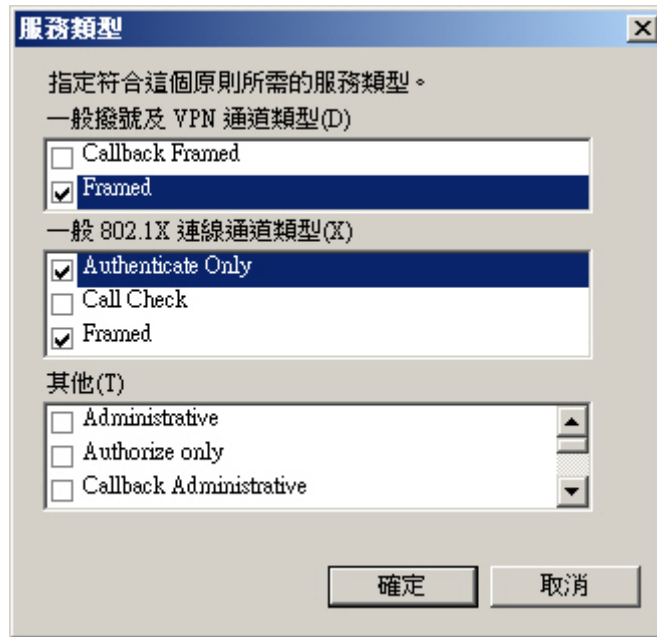 服務類型
指定符合這個原則所需的服務類型。
一般撥號及 VPN 通道類型(D)
Callback Framed
Framed
一般 802.1X 連線通道類型(X)
Authenticate Only
Call Check
Framed
其他(T)
Administrative
Authorize only
Callback Administrative
確定 取消